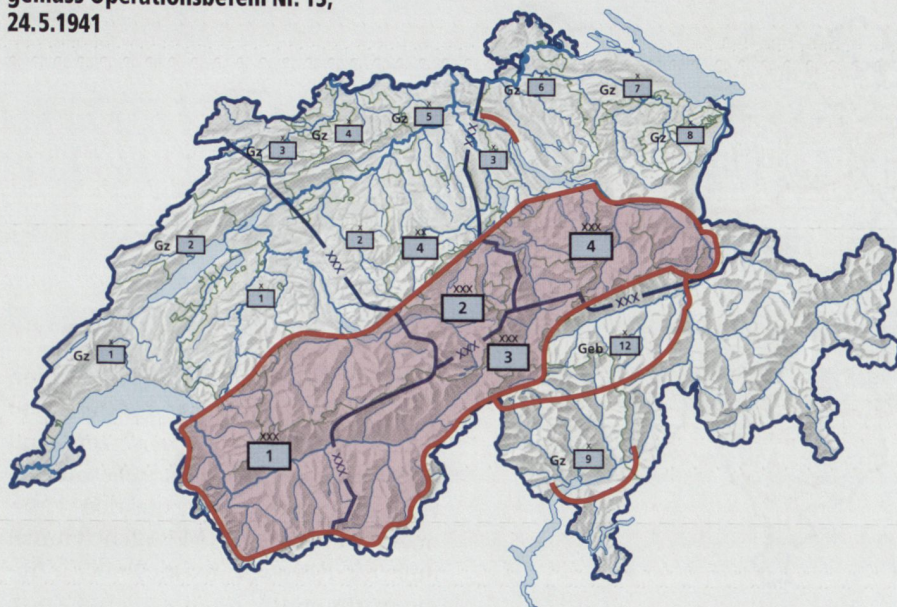 gemäss Operationsbefehl Nr. 13,
24.5.1941
x
Gz 6
x
Gz 7
x
Gz 5
x
Gz 4
x
Gz 8
x
Gz 3
XX
x
3
x
Gz 2
x
2
XX
4
XXX
4
XXX
x
1
XXX
2
XXX
x
Gz 1
XXX
XXX
3
x
Geb 12
XXX
1
XXX
x
Gz 9